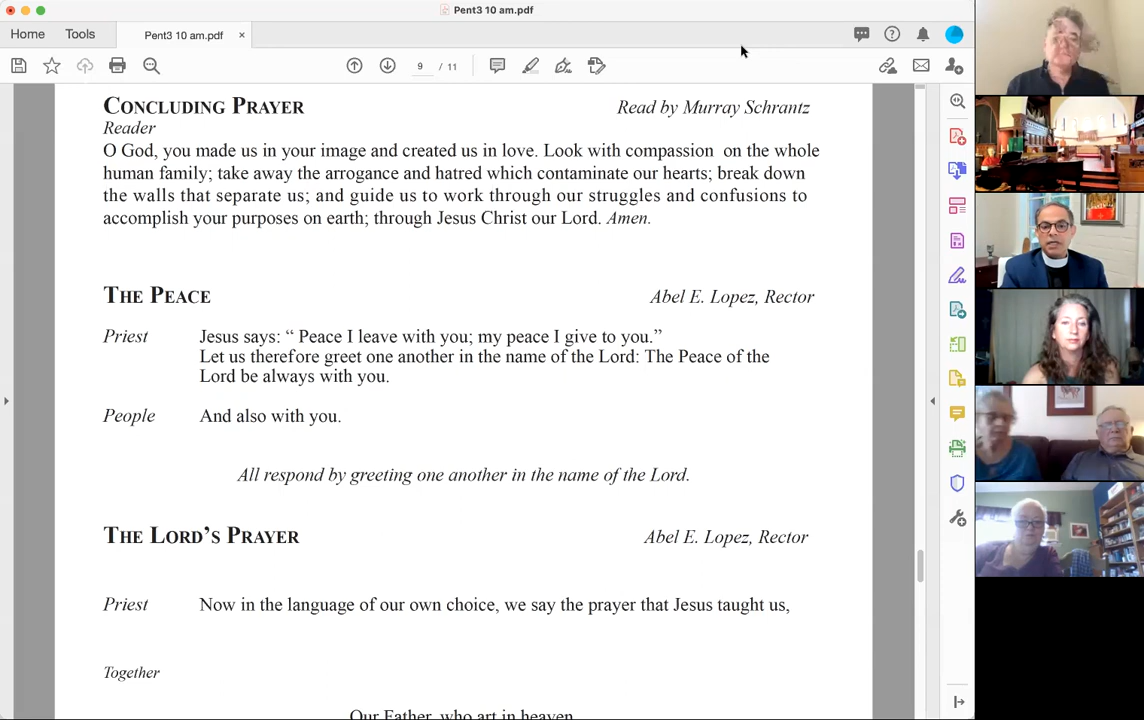 Pent3 10 am.pdf
Home Tools Pent3 10 am.pdf ×
9 / 11
CONCLUDING PRAYER Read by Murray Schrantz
Reader
O God, you made us in your image and created us in love. Look with compassion on the whole
human family; take away the arrogance and hatred which contaminate our hearts; break down
the walls that separate us; and guide us to work through our struggles and confusions to
accomplish your purposes on earth; through Jesus Christ our Lord. Amen.
THE PEACE Abel E. Lopez, Rector
Priest Jesus says: “ Peace I leave with you; my peace I give to you.”
Let us therefore greet one another in the name of the Lord: The Peace of the
Lord be always with you.
People And also with you.
All respond by greeting one another in the name of the Lord.
THE LORD’S PRAYER Abel E. Lopez, Rector
Priest Now in the language of our own choice, we say the prayer that Jesus taught us,
Together
Our Father, who art in heaven